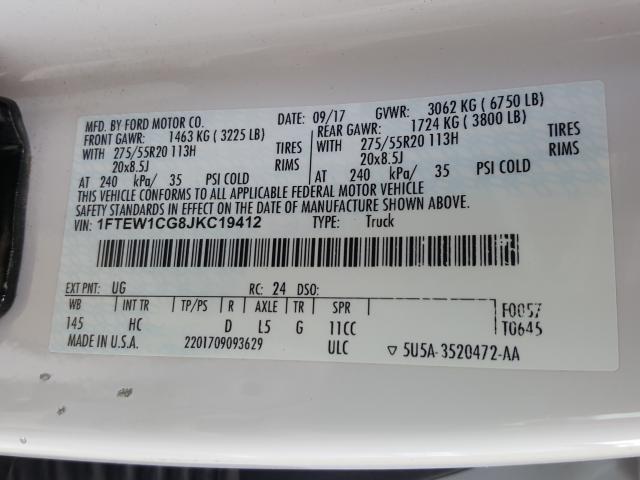 MFD. BY FORD MOTOR CO. DATE: 09/17 GVWR: 3062 KG ( 6750 LB)
FRONT GAWR: 1463 KG ( 3225 LB) REAR GAWR: 1724 KG ( 3800 LB)
WITH 275/55R20 113H TIRES WITH 275/55R20 113H TIRES
20x8.5J RIMS 20x8.5J RIMS
AT 240 kPa/ 35 PSI COLD AT 240 kPa/ 35 PSI COLD
THIS VEHICLE CONFORMS TO ALL APPLICABLE FEDERAL MOTOR VEHICLE
SAFETY STANDARDS IN EFFECT ON THE DATE OF MANUFACTURE SHOWN ABOVE
VIN: 1FTEW1CG8JKC19412 TYPE: Truck
EXT PNT: UG RC: 24 DSO:
WB INT TR TP/PS R AXLE TR SPR F0057
145 HC D L5 G 11CC T0645
MADE IN U.S.A. 2201709093629 ULC ▽ 5U5A-3520472-AA